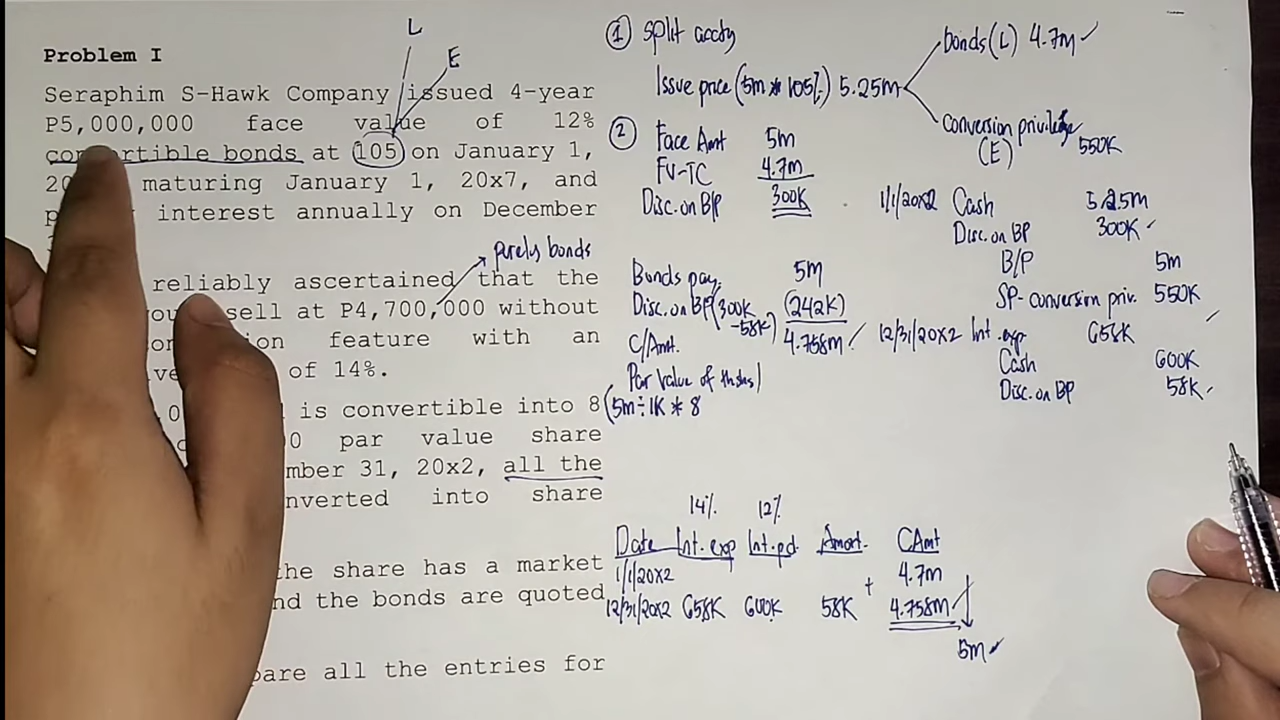 Problem I
Seraphim S-Hawk Company issued 4-year
P5,000,000 face value of 12%
convertible bonds at 105 on January 1,
maturing January 1, 20x7, and
interest annually on December
reliably ascertained that the
sell at P4,700,000 without
feature with an
of 14%.
is convertible into 8
par value share
31, 20x2, all the
into share
the share has a market
the bonds are quoted
all the entries for
L
E
purely bonds
① Split acctg
Issue price (5m * 105%) 5.25m
bonds (L) 4.7m
conversion privilege
(E) 550K
② Face Amt 5m
FV-TC 4.7m
Disc. on B/P 300K
1/1/20x2 Cash 5.25m
Disc. on BP 300K
B/P 5m
SP- conversion priv. 550K
Bonds pay. 5m
Disc. on BP (300K -58K) (242K)
C/Amt. 4.758m
12/31/20x2 Int. exp 658K
Cash 600K
Disc. on BP 58K
Par value of
(5m ÷ 1K * 8
14% 12%
Date Int. exp Int. pd. Amort. CAmt
1/1/20x2 4.7m
12/31/20x2 658K 600K 58K + 4.758m
5m